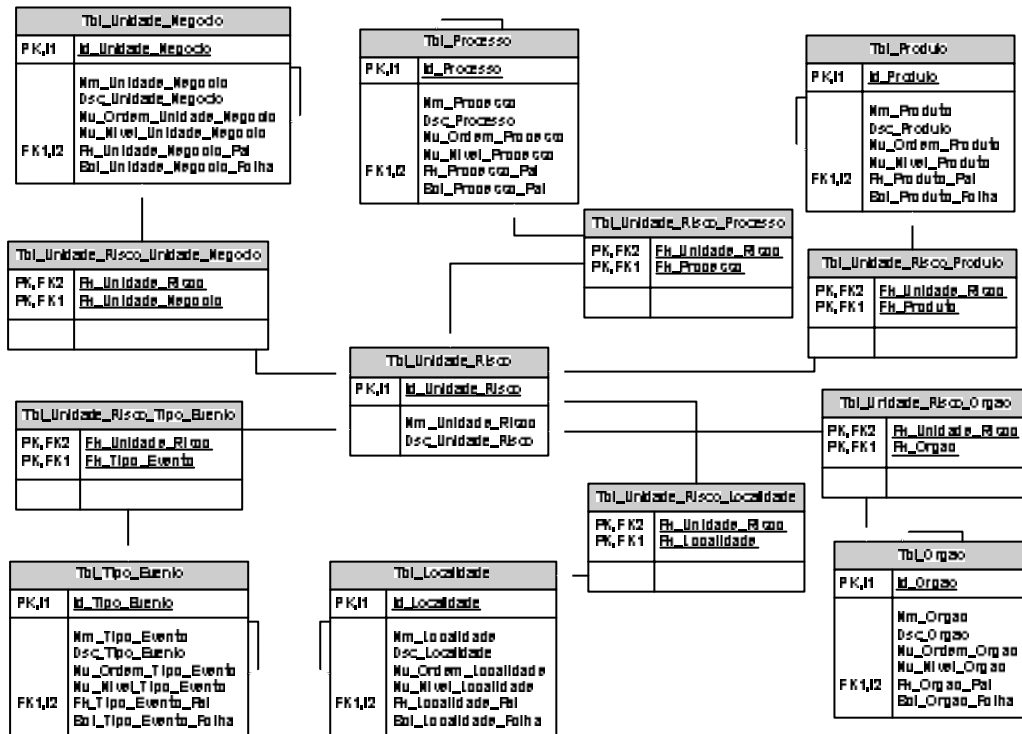 Tbl_Unidade_Negocio
PK,I1 Id_Unidade_Negocio
Nm_Unidade_Negocio
Dsc_Unidade_Negocio
Nu_Ordem_Unidade_Negocio
Nu_Nivel_Unidade_Negocio
FK1,I2 Fk_Unidade_Negocio_Pai
Bol_Unidade_Negocio_Folha
Tbl_Processo
PK,I1 Id_Processo
Nm_Processo
Dsc_Processo
Nu_Ordem_Processo
Nu_Nivel_Processo
FK1,I2 Fk_Processo_Pai
Bol_Processo_Pai
Tbl_Produto
PK,I1 Id_Produto
Nm_Produto
Dsc_Produto
Nu_Ordem_Produto
Nu_Nivel_Produto
FK1,I2 Fk_Produto_Pai
Bol_Produto_Folha
Tbl_Unidade_Risco_Unidade_Negocio
PK,FK2 Fk_Unidade_Risco
PK,FK1 Fk_Unidade_Negocio
Tbl_Unidade_Risco_Processo
PK,FK2 Fk_Unidade_Risco
PK,FK1 Fk_Processo
Tbl_Unidade_Risco_Produto
PK,FK2 Fk_Unidade_Risco
PK,FK1 Fk_Produto
Tbl_Unidade_Risco
PK,I1 Id_Unidade_Risco
Nm_Unidade_Risco
Dsc_Unidade_Risco
Tbl_Unidade_Risco_Tipo_Evento
PK,FK2 Fk_Unidade_Risco
PK,FK1 Fk_Tipo_Evento
Tbl_Unidade_Risco_Orgao
PK,FK2 Fk_Unidade_Risco
PK,FK1 Fk_Orgao
Tbl_Unidade_Risco_Localidade
PK,FK2 Fk_Unidade_Risco
PK,FK1 Fk_Localidade
Tbl_Tipo_Evento
PK,I1 Id_Tipo_Evento
Nm_Tipo_Evento
Dsc_Tipo_Evento
Nu_Ordem_Tipo_Evento
Nu_Nivel_Tipo_Evento
FK1,I2 Fk_Tipo_Evento_Pai
Bol_Tipo_Evento_Folha
Tbl_Localidade
PK,I1 Id_Localidade
Nm_Localidade
Dsc_Localidade
Nu_Ordem_Localidade
Nu_Nivel_Localidade
FK1,I2 Fk_Localidade_Pai
Bol_Localidade_Folha
Tbl_Orgao
PK,I1 Id_Orgao
Nm_Orgao
Dsc_Orgao
Nu_Ordem_Orgao
Nu_Nivel_Orgao
FK1,I2 Fk_Orgao_Pai
Bol_Orgao_Folha